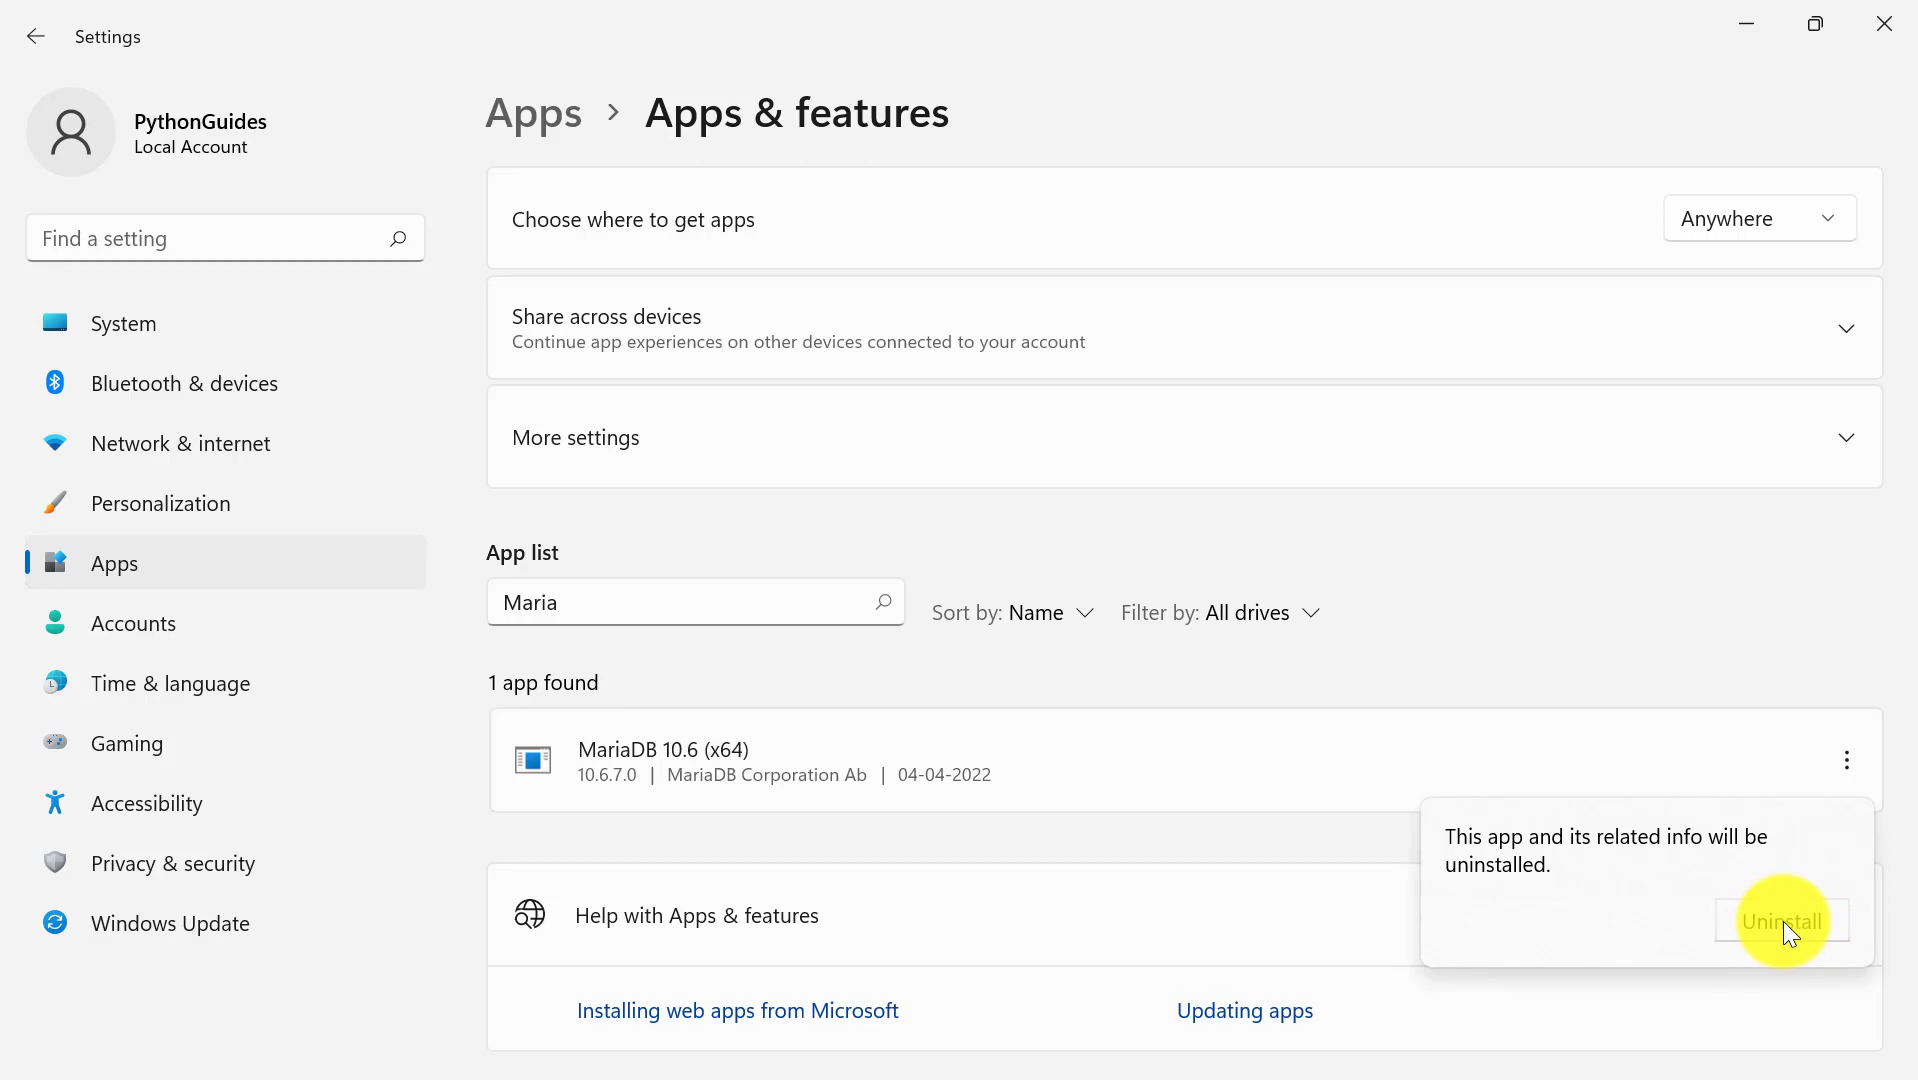 Settings
PythonGuides
Local Account
Find a setting
System
Bluetooth & devices
Network & internet
Personalization
Apps
Accounts
Time & language
Gaming
Accessibility
Privacy & security
Windows Update
Apps > Apps & features
Choose where to get apps
Anywhere
Share across devices
Continue app experiences on other devices connected to your account
More settings
App list
Maria
Sort by: Name
Filter by: All drives
1 app found
MariaDB 10.6 (x64)
10.6.7.0 | MariaDB Corporation Ab | 04-04-2022
This app and its related info will be
uninstalled.
Uninstall
Help with Apps & features
Installing web apps from Microsoft
Updating apps